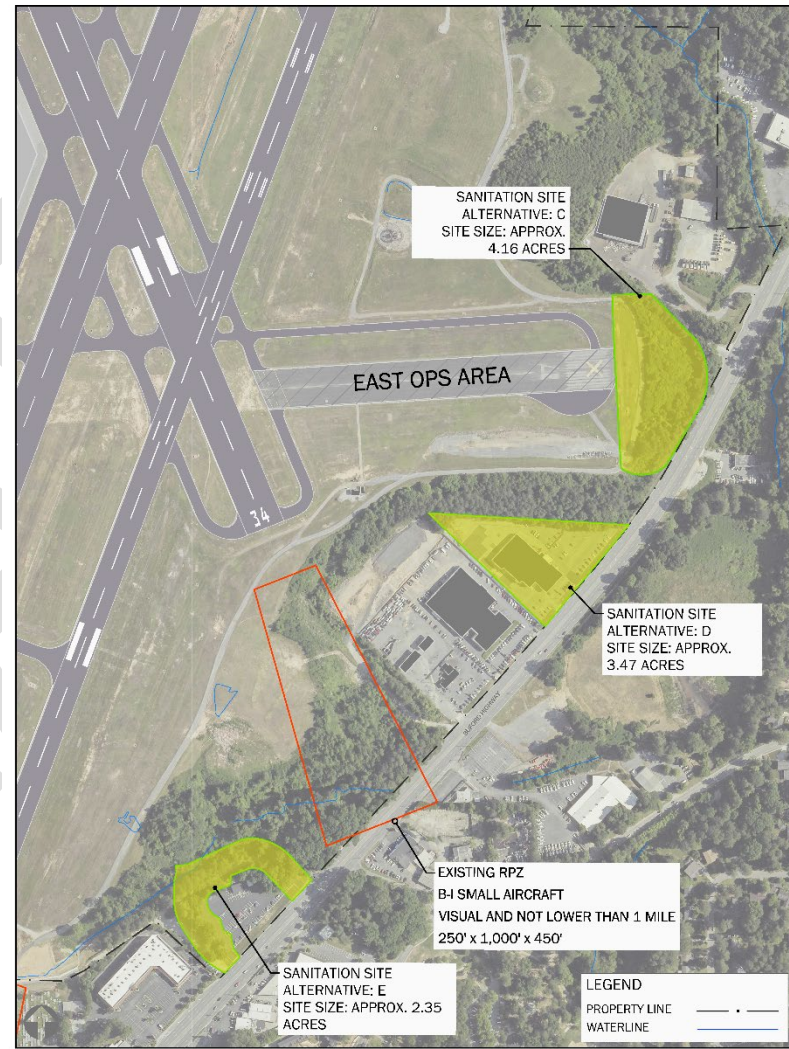 SANITATION SITE
ALTERNATIVE: C
SITE SIZE: APPROX.
4.16 ACRES
EAST OPS AREA
34
SANITATION SITE
ALTERNATIVE: D
SITE SIZE: APPROX.
3.47 ACRES
BUFORD HIGHWAY
EXISTING RPZ
B-I SMALL AIRCRAFT
VISUAL AND NOT LOWER THAN 1 MILE
250' x 1,000' x 450'
SANITATION SITE
ALTERNATIVE: E
SITE SIZE: APPROX. 2.35
ACRES
LEGEND
PROPERTY LINE
WATERLINE